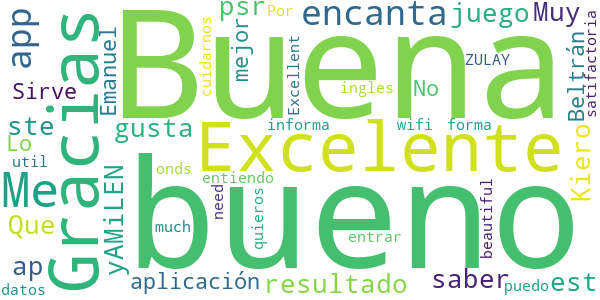 app
Gracias
Buena
psr
Por
encanta
juego
Muy
satifactoria
Emanuel
cuidarnos
mejor
Excellent
ZULAY
Beltrán
Sirve
ingles
No
ste
gusta
informa
wifi
forma
Lo
Excelente
Kiero
util
Me
yAMiLEN
onds
entiendo
bueno
need
quieros
beautiful
Que
much
entrar
ap
aplicación
resultado
saber
est
datos
puedo